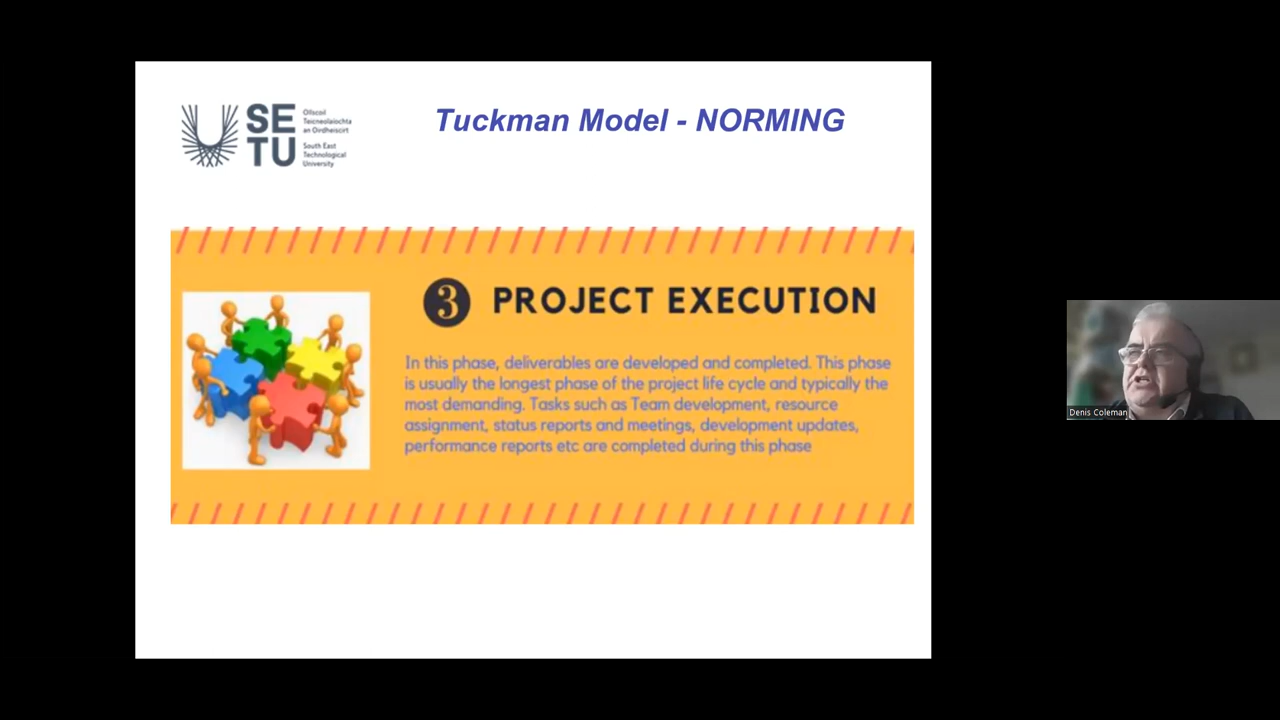 SE
TU
Ollscoil
Teicneolaíochta
an Oirdheiscirt
South East
Technological
University
Tuckman Model - NORMING
3 PROJECT EXECUTION
In this phase, deliverables are developed and completed. This phase
is usually the longest phase of the project life cycle and typically the
most demanding. Tasks such as Team development, resource
assignment, status reports and meetings, development updates,
performance reports etc are completed during this phase
Denis Coleman